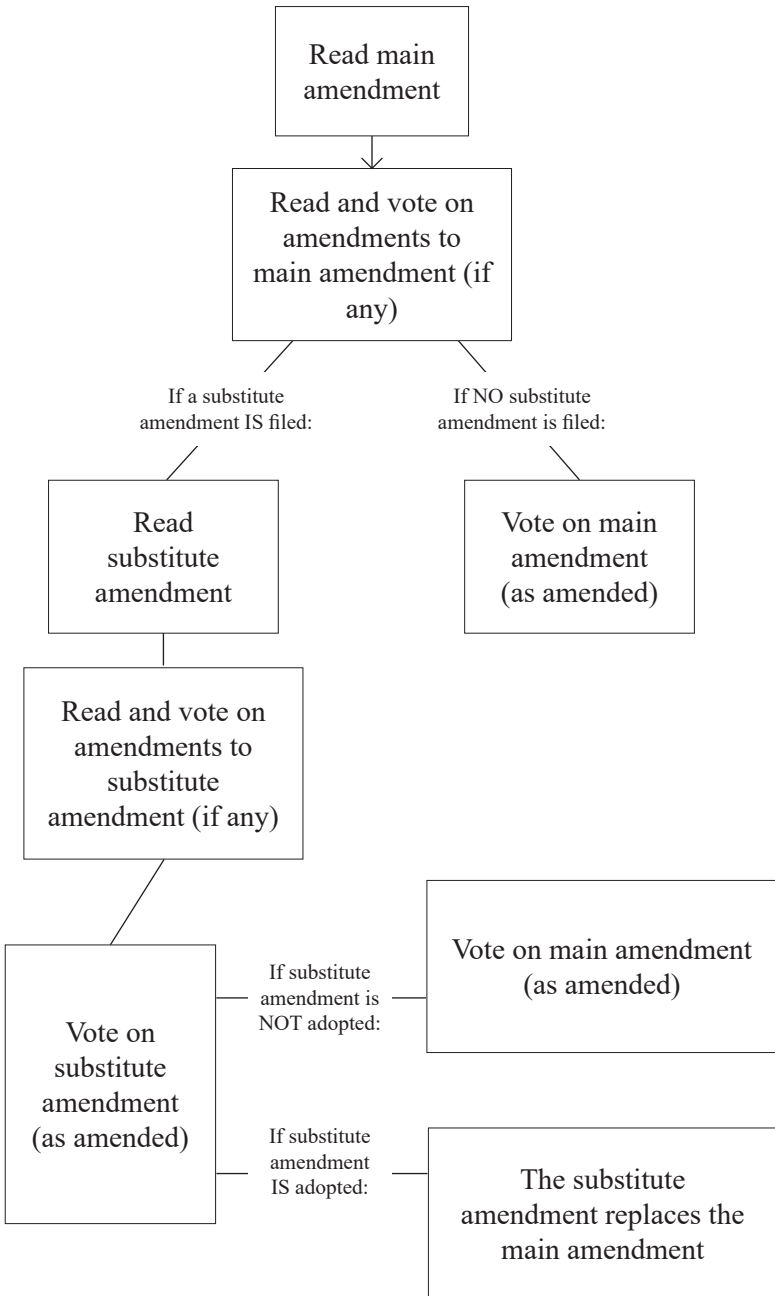 Read main
amendment
Read and vote on
amendments to
main amendment (if
any)
If a substitute
amendment IS filed:
If NO substitute
amendment is filed:
Read
substitute
amendment
Vote on main
amendment
(as amended)
Read and vote on
amendments to
substitute
amendment (if any)
Vote on
substitute
amendment
(as amended)
If substitute
amendment is
NOT adopted:
Vote on main amendment
(as amended)
If substitute
amendment
IS adopted:
The substitute
amendment replaces the
main amendment